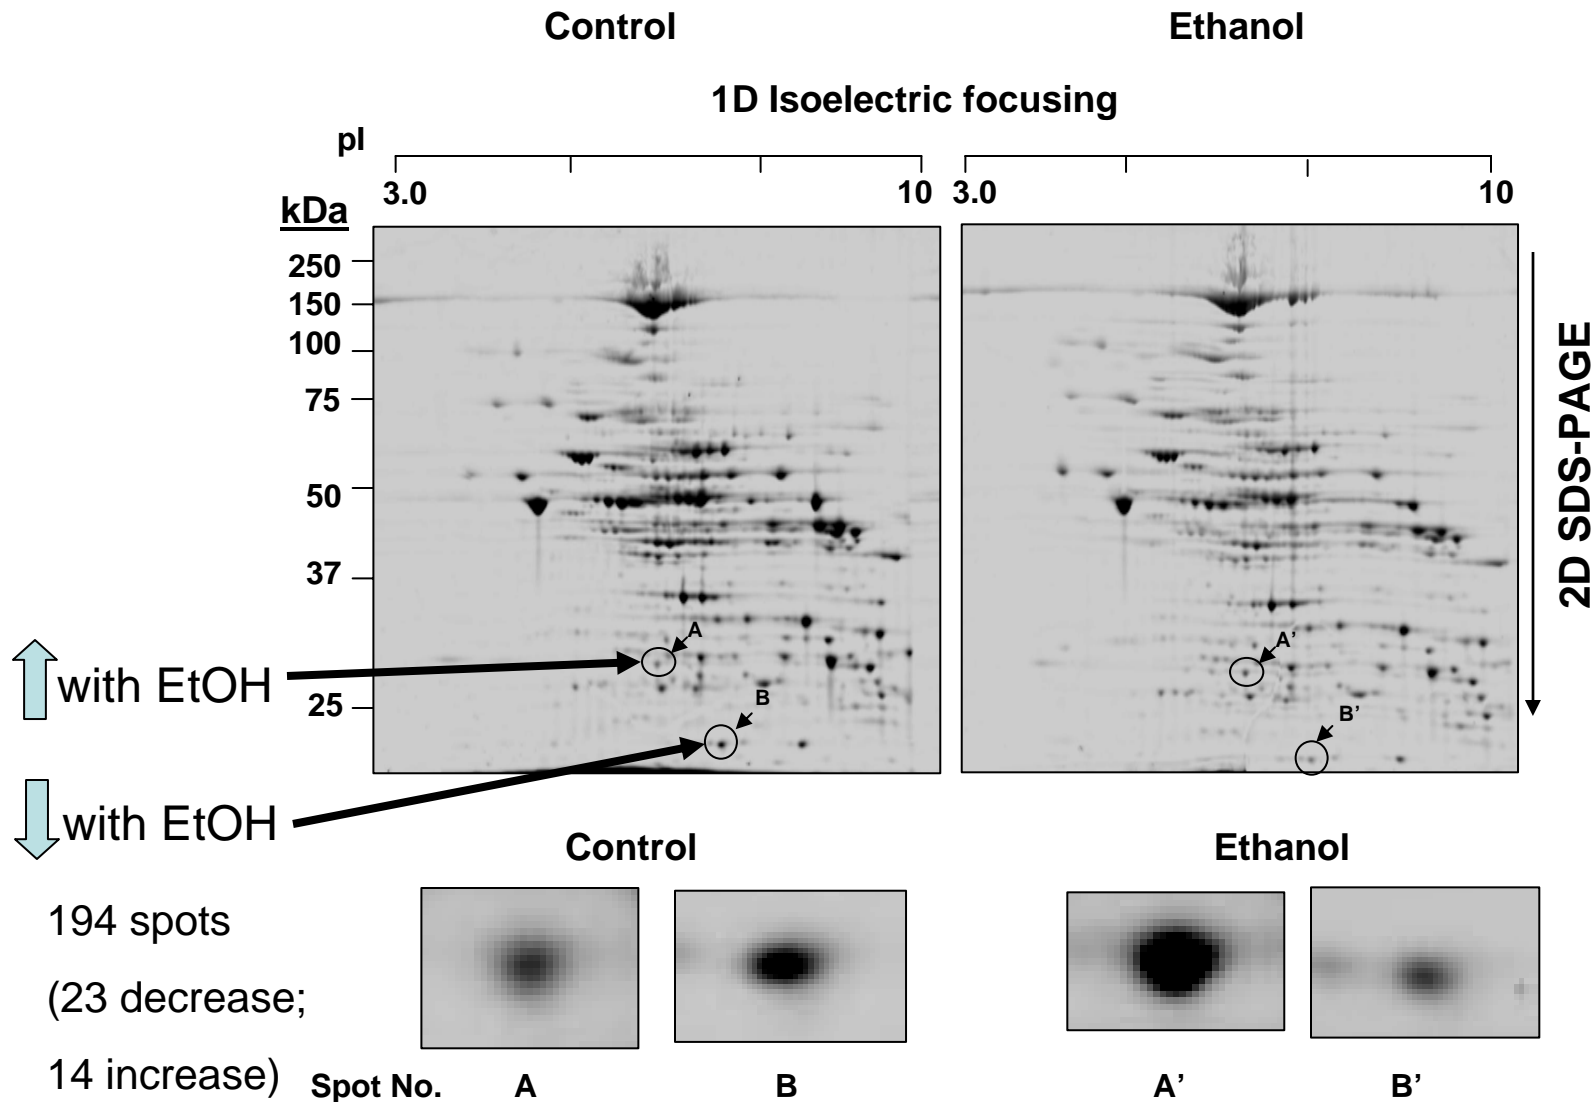 Control Ethanol
1D Isoelectric focusing
pI
3.0 10 3.0 10
kDa
250
150
100
75
50
37
25
2D SDS-PAGE
A
B
A’
B’
with EtOH
with EtOH
194 spots
(23 decrease;
14 increase)
Control Ethanol
Spot No. A B A’ B’